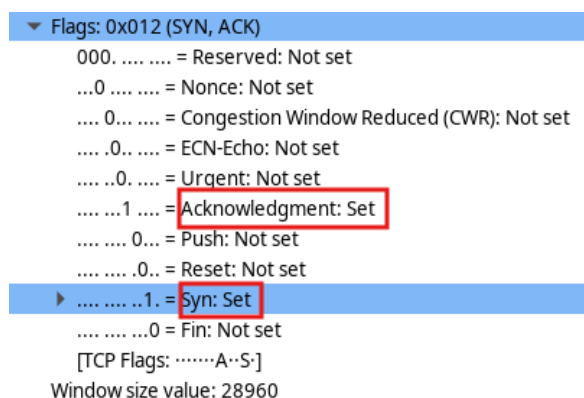 Flags: 0x012 (SYN, ACK)
000. .... .... = Reserved: Not set
...0 .... .... = Nonce: Not set
.... 0... .... = Congestion Window Reduced (CWR): Not set
.... .0.. .... = ECN-Echo: Not set
.... ..0. .... = Urgent: Not set
.... ...1 .... = Acknowledgment: Set
.... .... 0... = Push: Not set
.... .... .0.. = Reset: Not set
.... .... ..1. = Syn: Set
.... .... ...0 = Fin: Not set
[TCP Flags: ·······A··S·]
Window size value: 28960